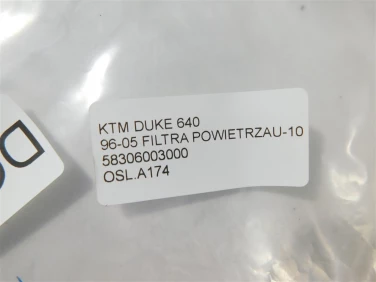 KTM DUKE 640
96-05 FILTRA POWIETRZAU-10
58306003000
OSL.A174